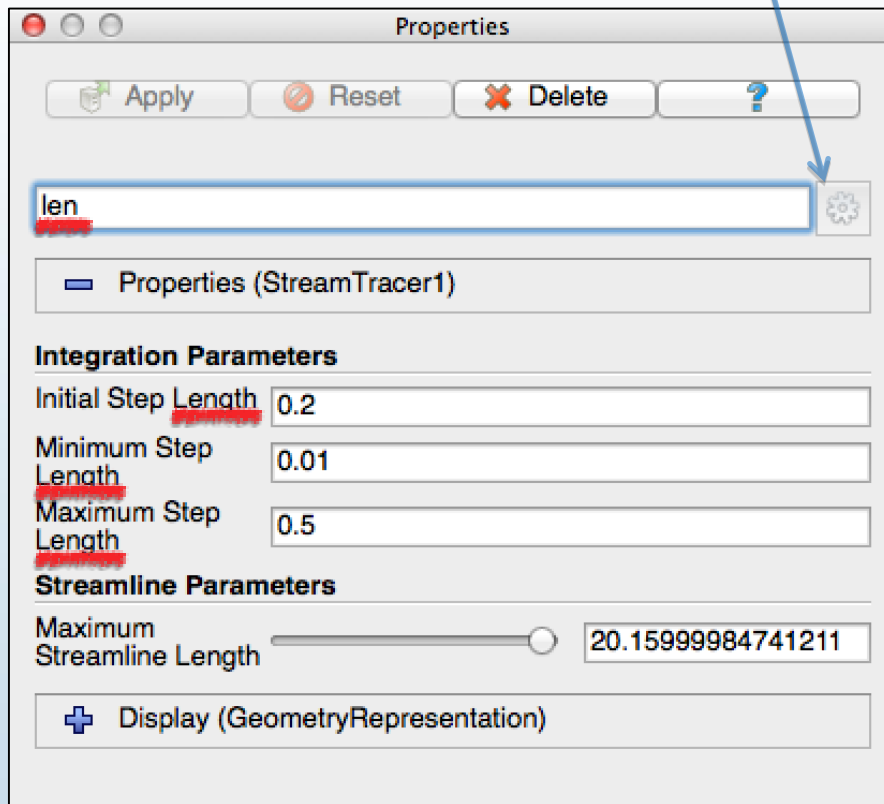 Properties
Apply Reset Delete ?
len
Properties (StreamTracer1)
Integration Parameters
Initial Step Length 0.2
Minimum Step
Length
0.01
Maximum Step
Length
0.5
Streamline Parameters
Maximum
Streamline Length
20.15999984741211
Display (GeometryRepresentation)